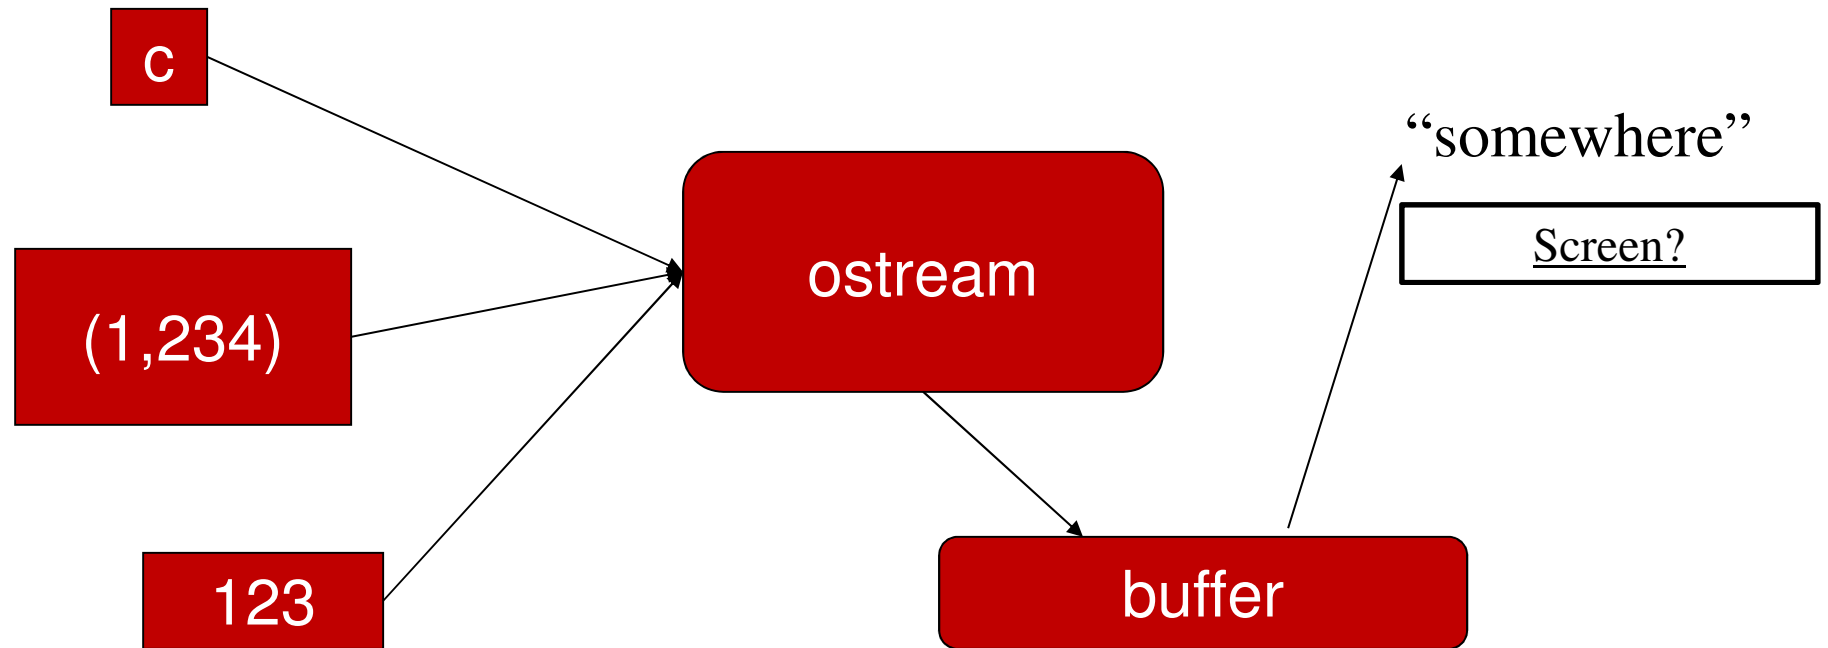 c
(1,234)
123
ostream
buffer
“somewhere”
Screen?